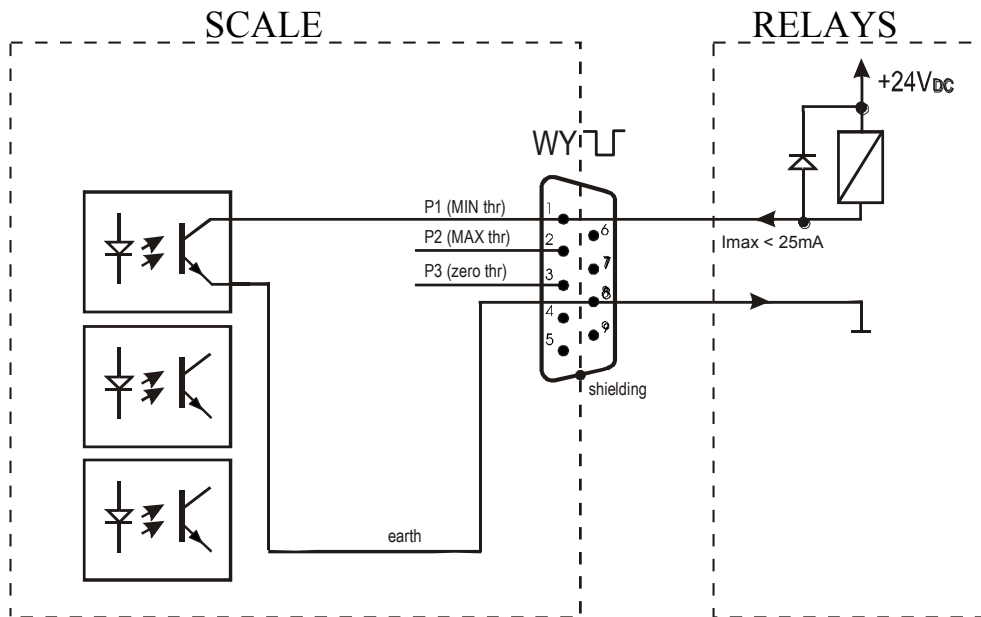 SCALE
RELAYS
+24VDC
WY
P1 (MIN thr)
1
6
P2 (MAX thr)
2
Imax < 25mA
7
P3 (zero thr)
3
8
4
9
5
shielding
earth